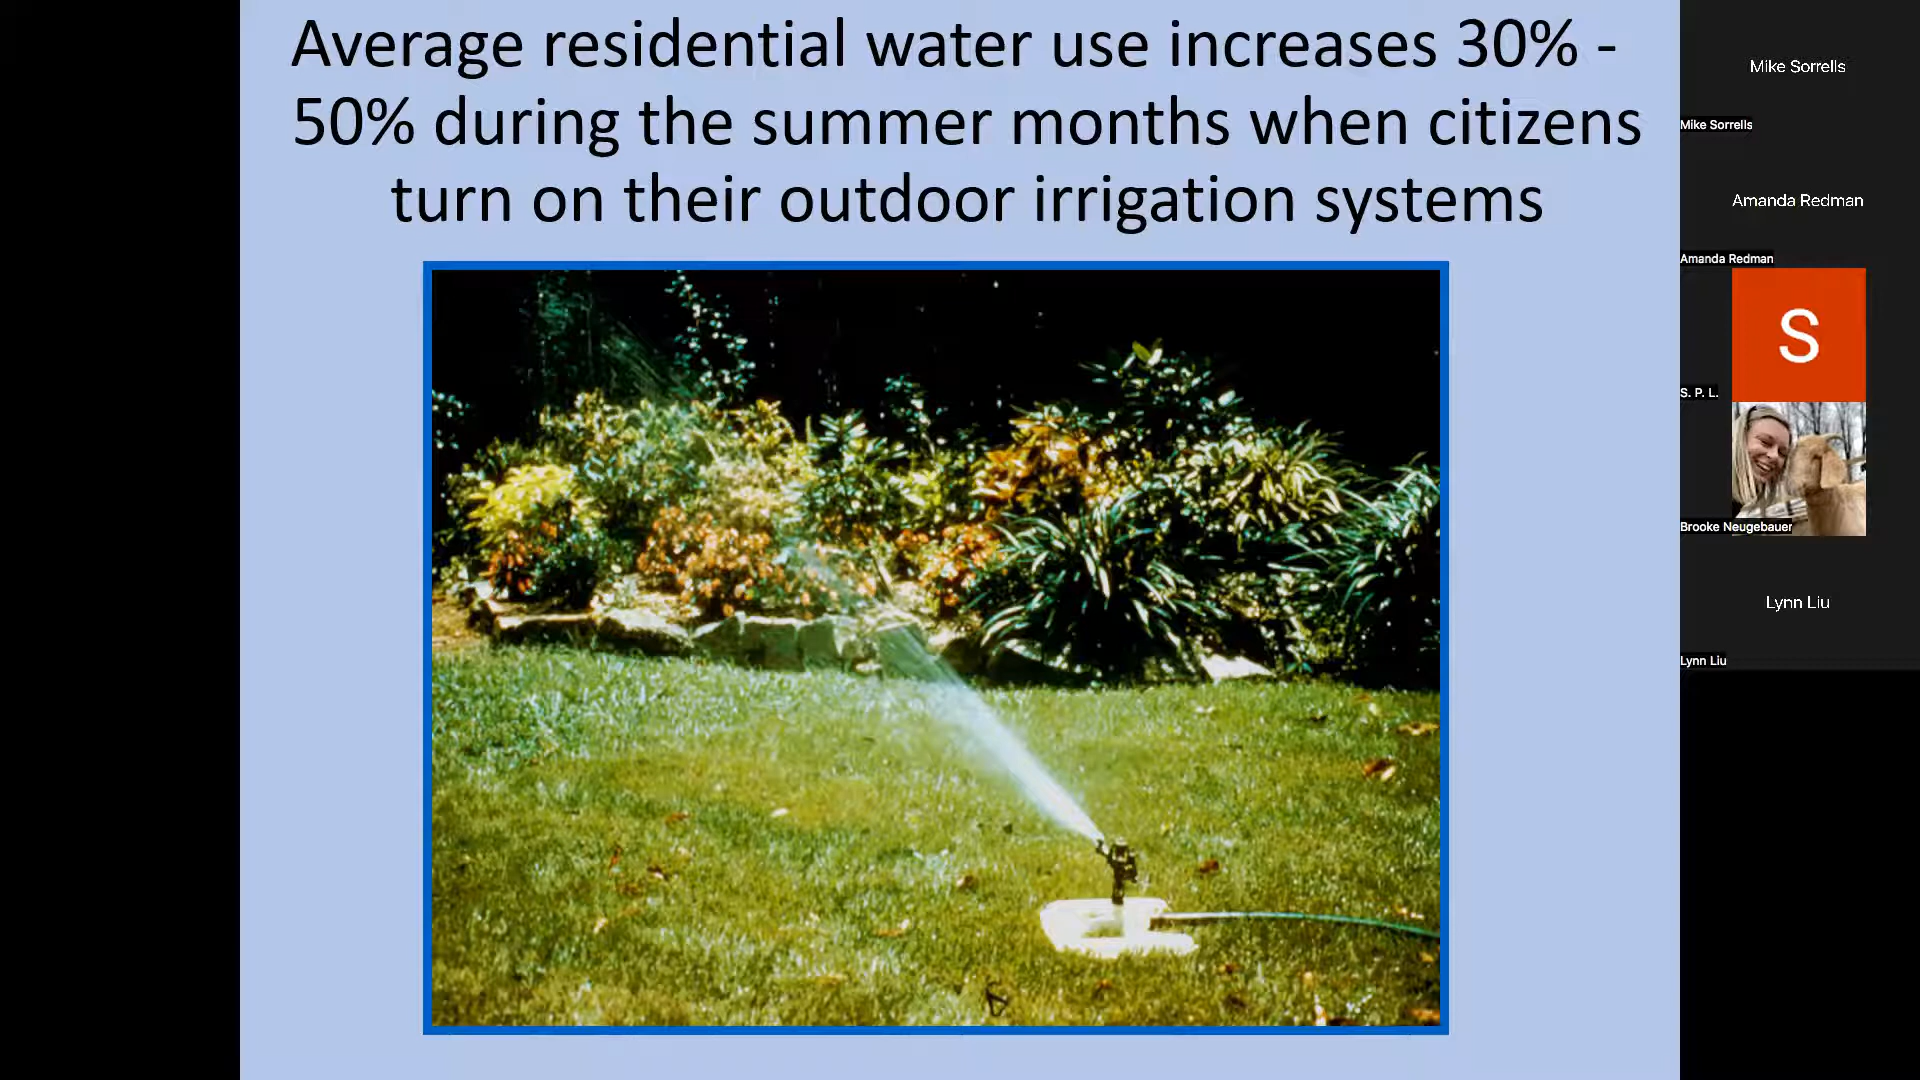 Average residential water use increases 30% -
50% during the summer months when citizens
turn on their outdoor irrigation systems
Mike Sorrells
Mike Sorrells
Amanda Redman
Amanda Redman
S
S. P. L.
Brooke Neugebauer
Lynn Liu
Lynn Liu